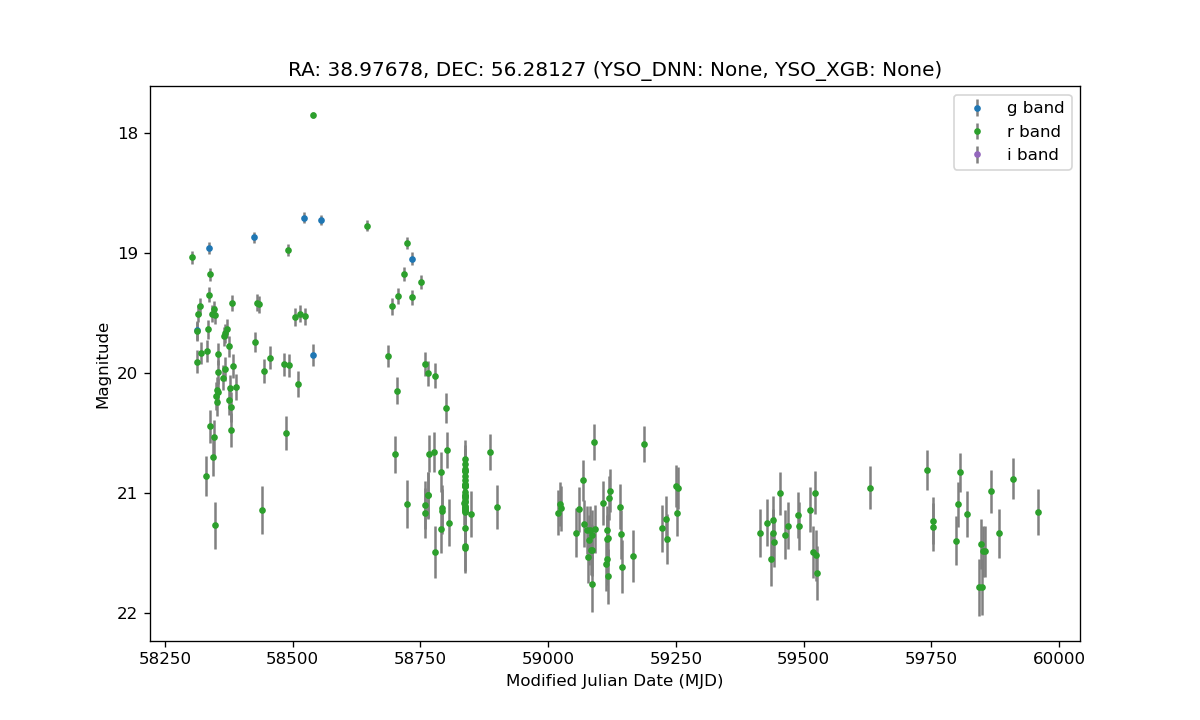 RA: 38.97678, DEC: 56.28127 (YSO_DNN: None, YSO_XGB: None)
g band
r band
i band
18
19
20
21
22
Magnitude
58250 58500 58750 59000 59250 59500 59750 60000
Modified Julian Date (MJD)